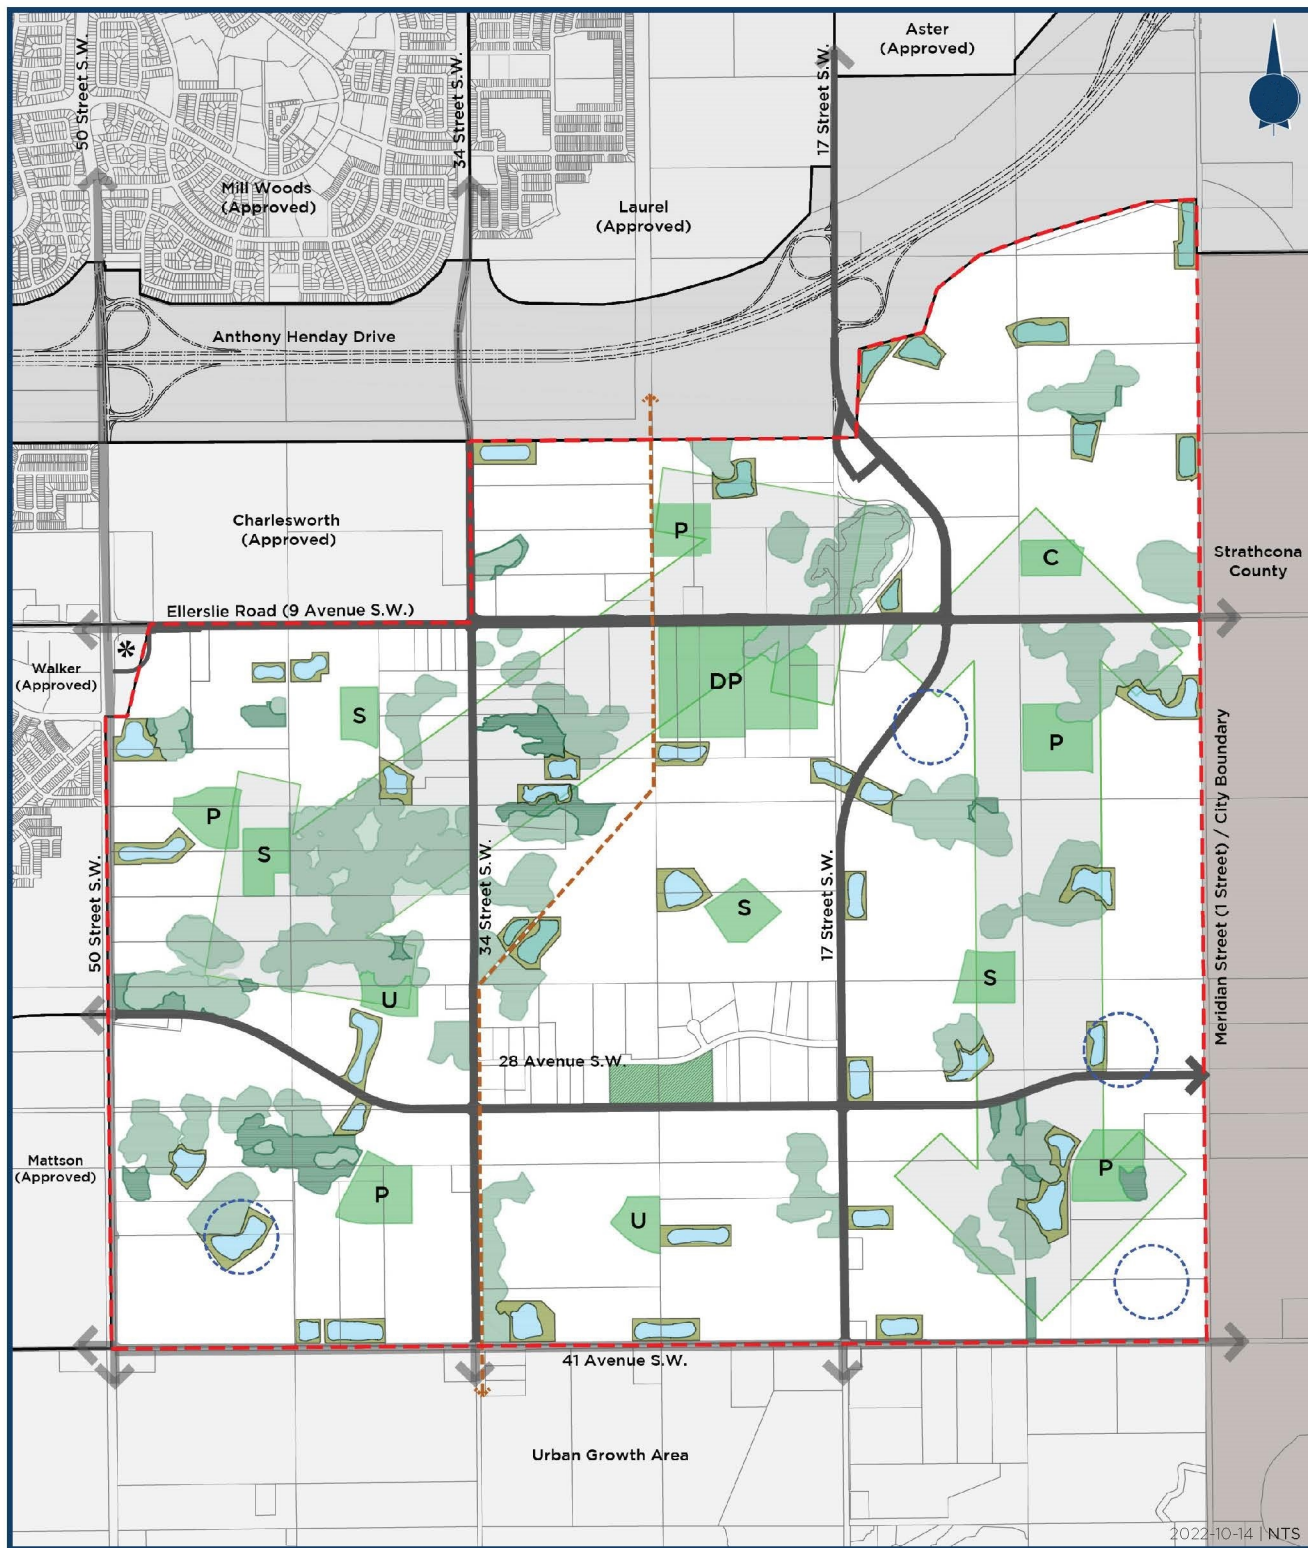 Aster
(Approved)
50 Street S.W.
34 Street S.W.
17 Street S.W.
Mill Woods
(Approved)
Laurel
(Approved)
Anthony Henday Drive
Charlesworth
(Approved)
P
C
Strathcona
County
Ellerslie Road (9 Avenue S.W.)
*
Walker
(Approved)
DP
S
P
P
S
S
50 Street S.W.
34 Street S.W.
17 Street S.W.
Meridian Street (1 Street) / City Boundary
S
U
28 Avenue S.W.
Mattson
(Approved)
P
P
U
41 Avenue S.W.
Urban Growth Area
2022-10-14 | NTS